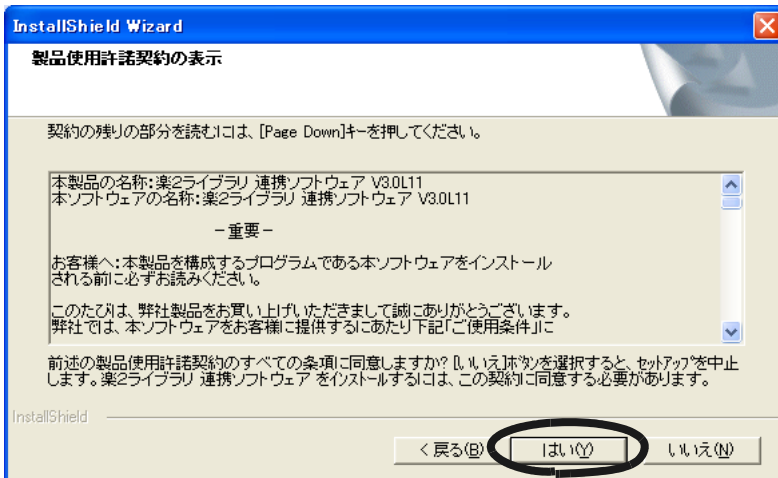 InstallShield Wizard
製品使用許諾契約の表示
契約の残りの部分を読むには、[Page Down]キーを押してください。
本製品の名称:楽2ライブラリ 連携ソフトウェア V3.0L11
本ソフトウェアの名称:楽2ライブラリ 連携ソフトウェア V3.0L11
－重要－
お客様へ:本製品を構成するプログラムである本ソフトウェアをインストール
される前に必ずお読みください。
このたびは、弊社製品をお買い上げいただきまして誠にありがとうございます。
弊社では、本ソフトウェアをお客様に提供するにあたり下記「ご使用条件」に
前述の製品使用許諾契約のすべての条項に同意しますか? [いいえ]ﾎﾞﾀﾝを選択すると、ｾｯﾄｱｯﾌﾟを中止
します。楽2ライブラリ 連携ソフトウェア をｲﾝｽﾄｰﾙするには、この契約に同意する必要があります。
InstallShield
< 戻る(B)
はい(Y)
いいえ(N)